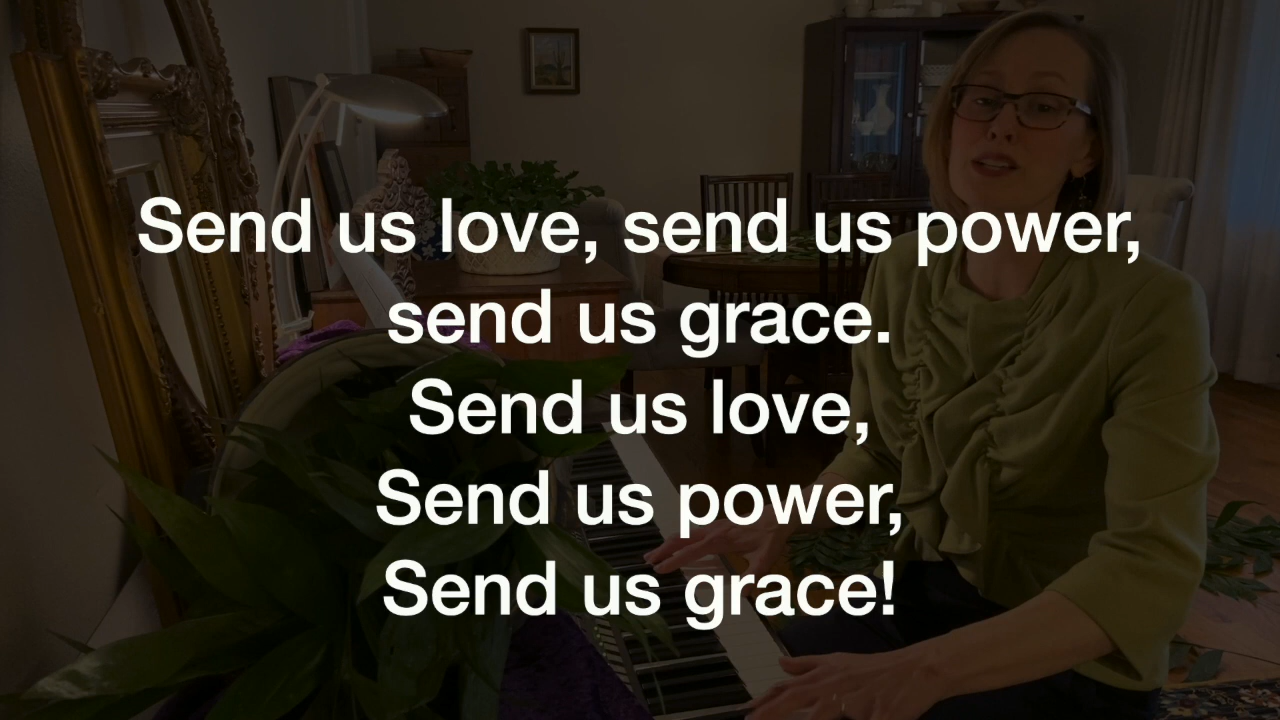 Send us love, send us power,
send us grace.
Send us love,
Send us power,
Send us grace!